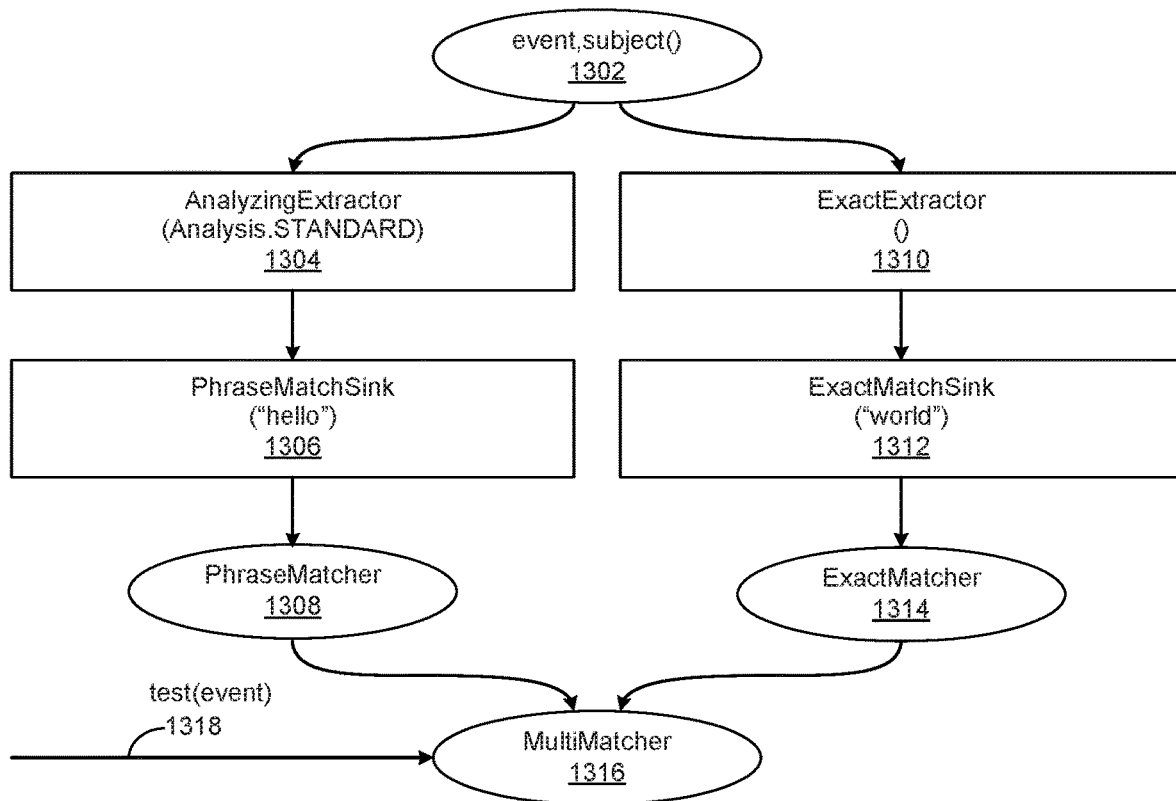 event,subject()
1302
AnalyzingExtractor
(Analysis.STANDARD)
1304
ExactExtractor
()
1310
PhraseMatchSink
(“hello”)
1306
ExactMatchSink
(“world”)
1312
PhraseMatcher
1308
ExactMatcher
1314
test(event)
1318
MultiMatcher
1316